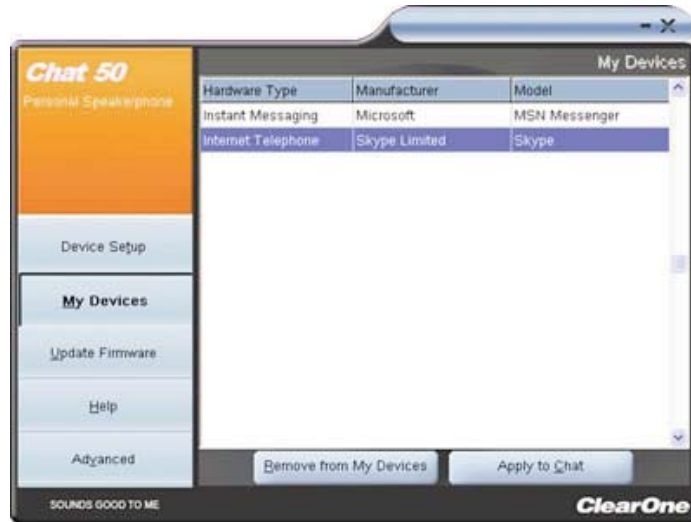 Chat 50
Personal Speakerphone
My Devices
Hardware Type Manufacturer Model
Instant Messaging Microsoft MSN Messenger
Internet Telephone Skype Limited Skype
Device Setup
My Devices
Update Firmware
Help
Advanced
Remove from My Devices Apply to Chat
SOUNDS GOOD TO ME
ClearOne